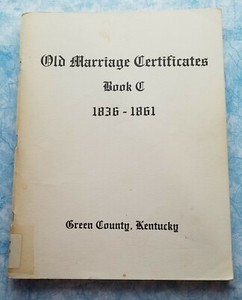 Old Marriage Certificates
Book C
1836 - 1861
Green County, Kentucky